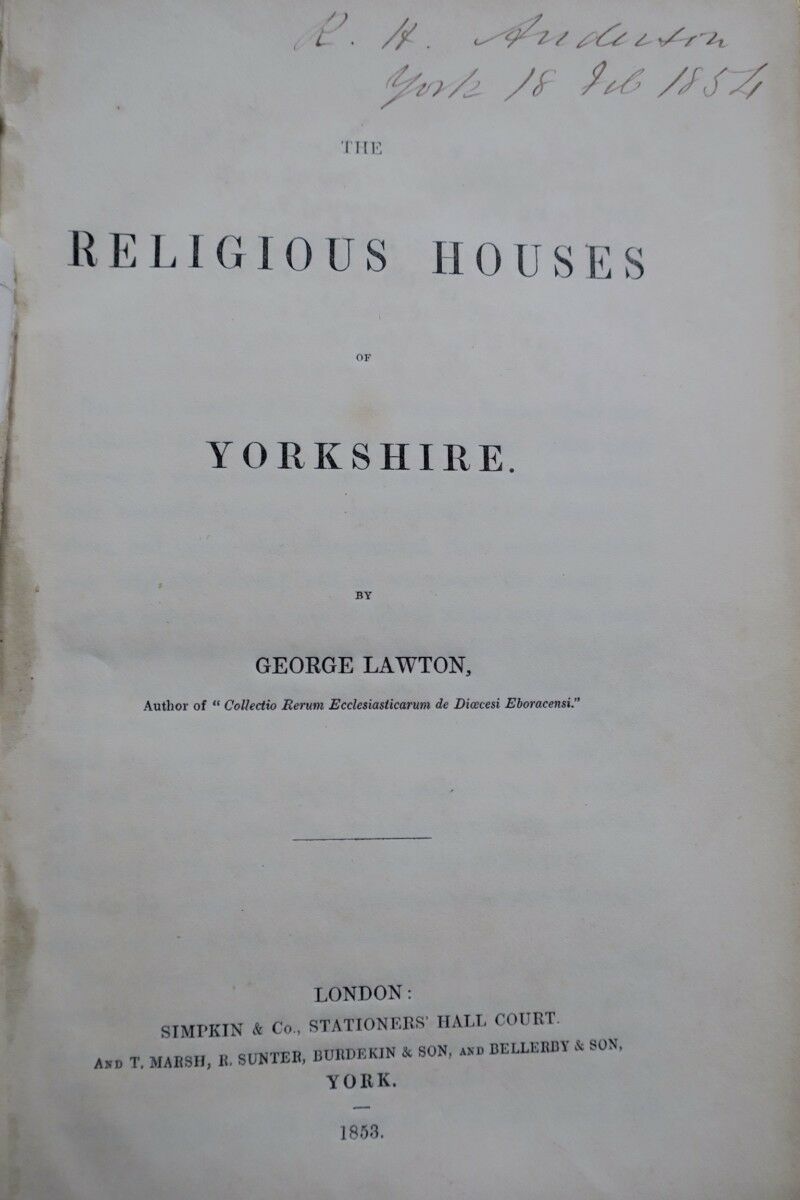 R. H. Anderson
York 18 Feb 1854
THE
RELIGIOUS HOUSES
OF
YORKSHIRE.
BY
GEORGE LAWTON,
Author of “Collectio Rerum Ecclesiasticarum de Diœcesi Eboracensi.”
LONDON:
SIMPKIN & Co., STATIONERS' HALL COURT.
AND T. MARSH, R. SUNTER, BURDEKIN & SON, AND BELLERBY & SON,
YORK.
1853.